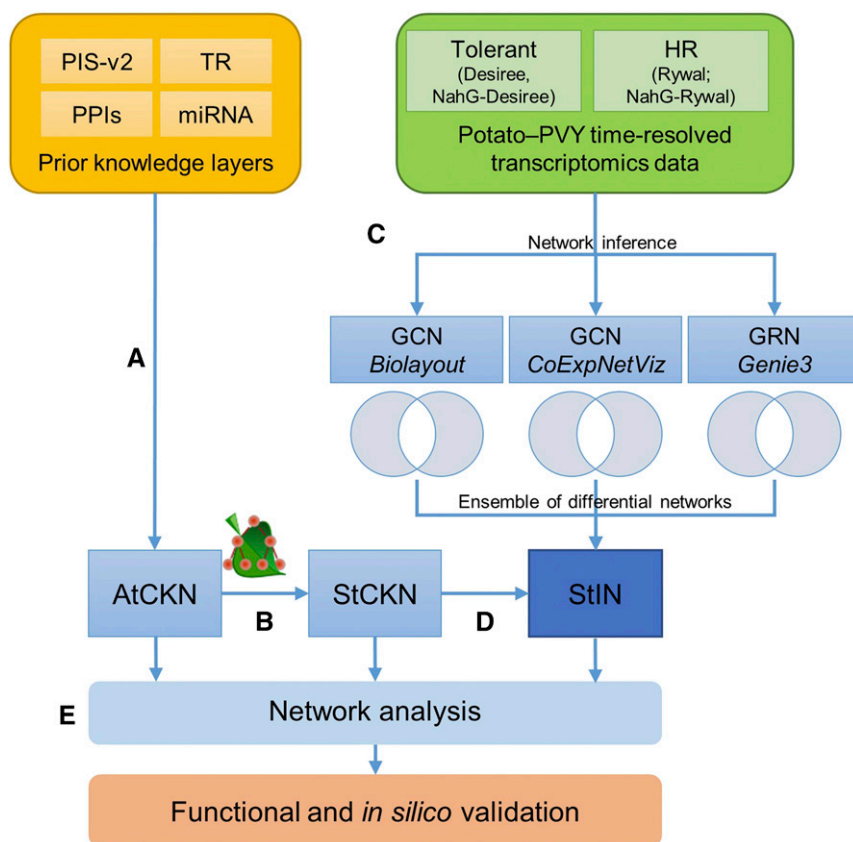 PIS-v2
TR
PPIs
miRNA
Prior knowledge layers
Tolerant
(Desiree,
NahG-Desiree)
HR
(Rywal;
NahG-Rywal)
Potato–PVY time-resolved
transcriptomics data
C
Network inference
A
GCN
Biolayout
GCN
CoExpNetViz
GRN
Genie3
Ensemble of differential networks
AtCKN
B
StCKN
D
StIN
E
Network analysis
Functional and in silico validation